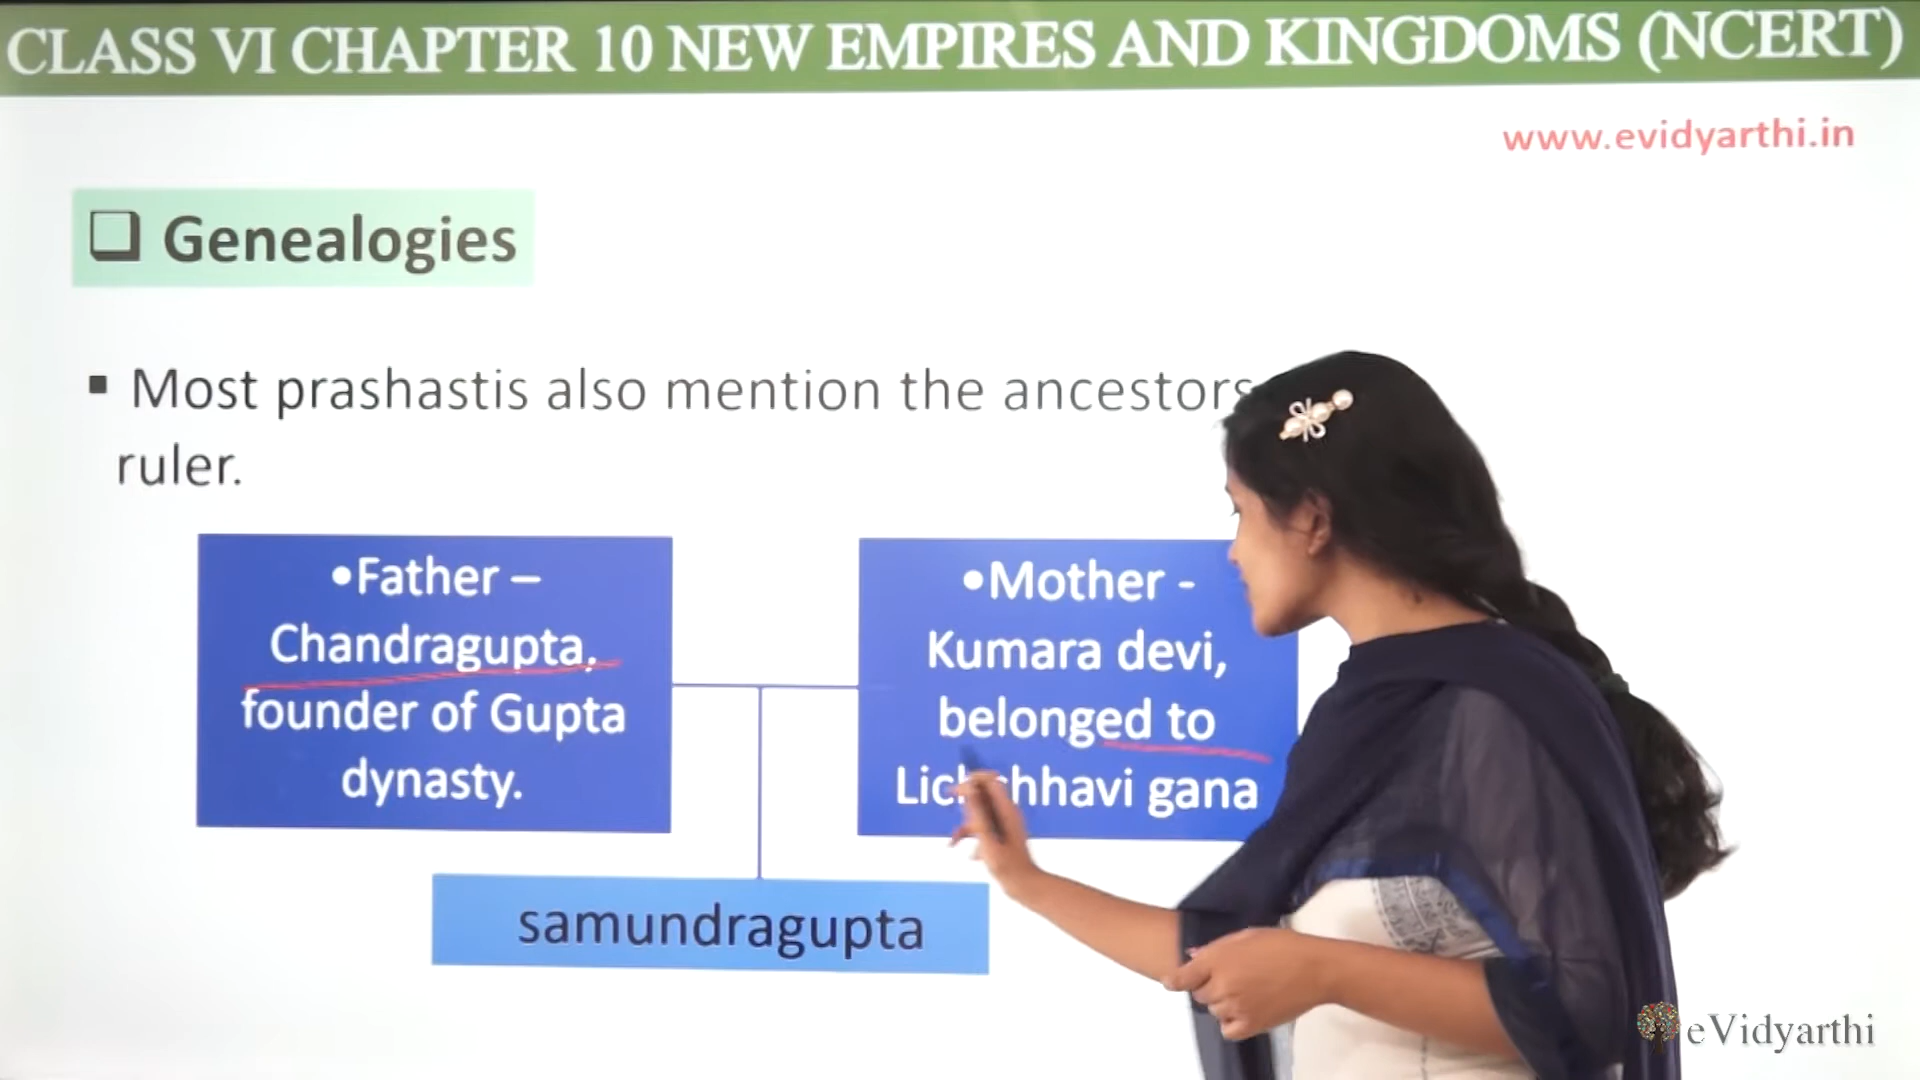 CLASS VI CHAPTER 10 NEW EMPIRES AND KINGDOMS (NCERT)
www.evidyarthi.in
❑ Genealogies
▪ Most prashastis also mention the ancestors
ruler.
•Father –
Chandragupta,
founder of Gupta
dynasty.
•Mother -
Kumara devi,
belonged to
gana
samundragupta
eVidyarthi